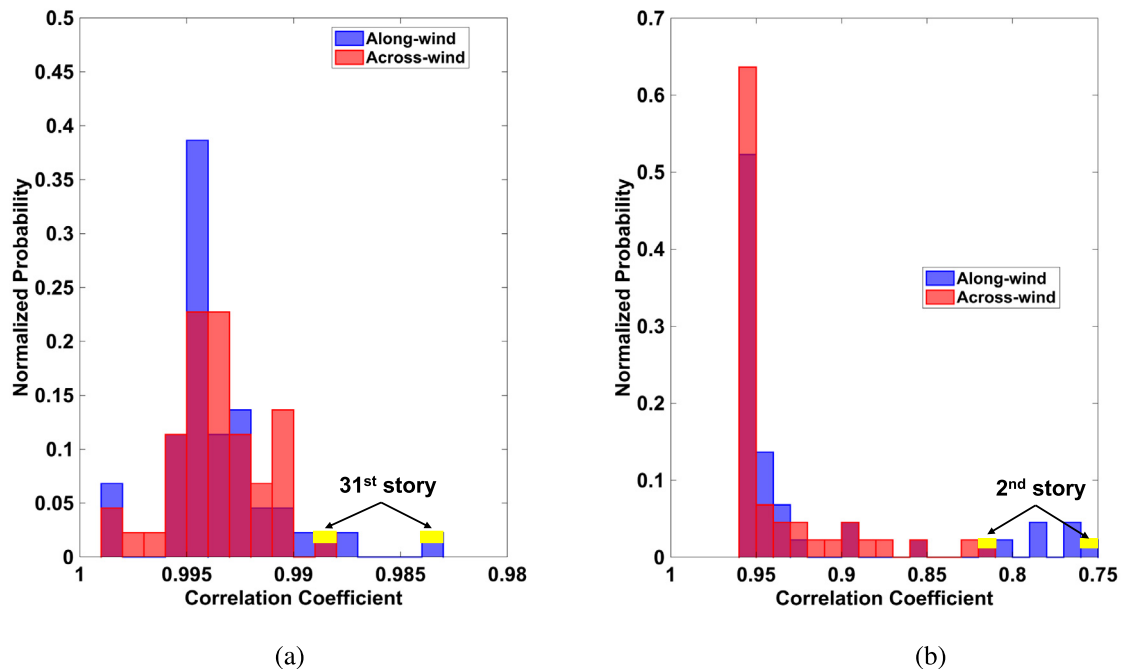 0.5
0.45
0.4
0.35
0.3
0.25
0.2
0.15
0.1
0.05
0
Normalized Probability
Along-wind
Across-wind
31st story
1
0.995
0.99
0.985
0.98
Correlation Coefficient
(a)
0.7
0.6
0.5
0.4
0.3
0.2
0.1
0
Normalized Probability
Along-wind
Across-wind
2nd story
1
0.95
0.9
0.85
0.8
0.75
Correlation Coefficient
(b)